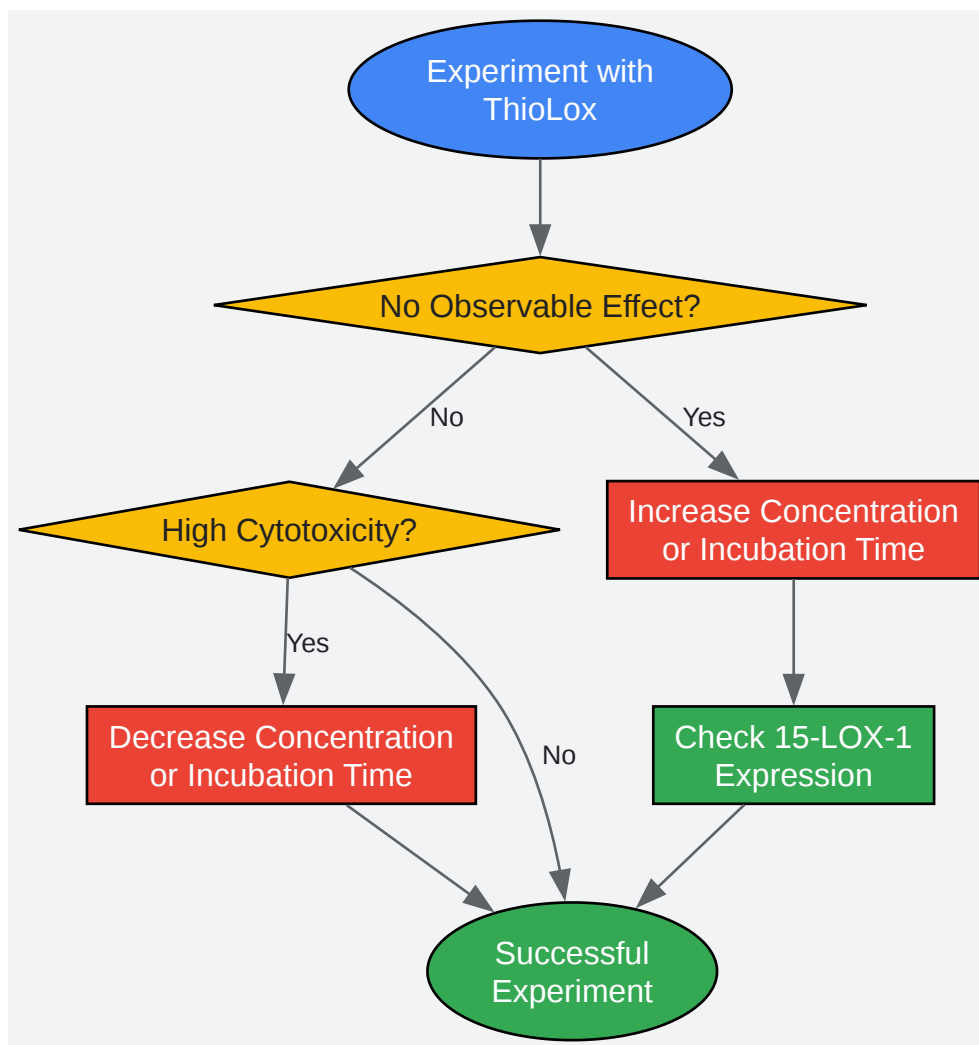 Experiment with
ThioLox
No Observable Effect?
No
Yes
High Cytotoxicity?
Increase Concentration
or Incubation Time
Yes
Decrease Concentration
or Incubation Time
No
Check 15-LOX-1
Expression
Successful
Experiment